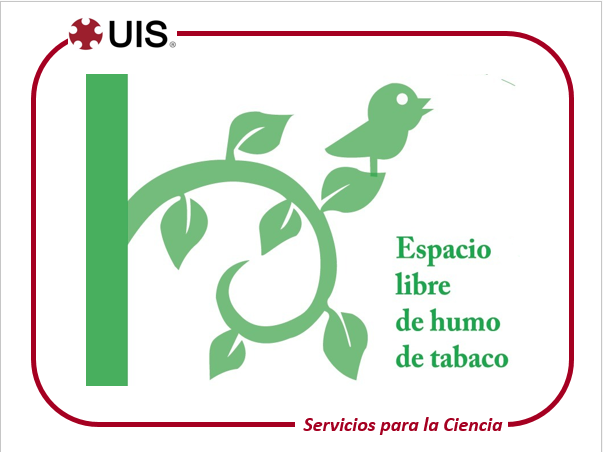 UIS®
Espacio
libre
de humo
de tabaco
Servicios para la Ciencia